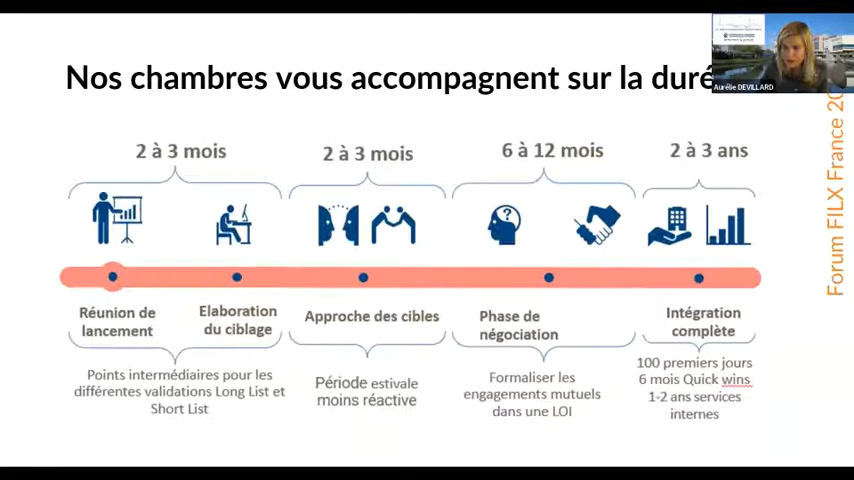 Nos chambres vous accompagnent sur la duré
Aurélie DEVILLARD
Forum FILX France 20
2 à 3 mois
2 à 3 mois
6 à 12 mois
2 à 3 ans
?
Réunion de
lancement
Elaboration
du ciblage
Approche des cibles
Phase de
négociation
Intégration
complète
Points intermédiaires pour les
différentes validations Long List et
Short List
Période estivale
moins réactive
Formaliser les
engagements mutuels
dans une LOI
100 premiers jours
6 mois Quick wins
1-2 ans services
internes